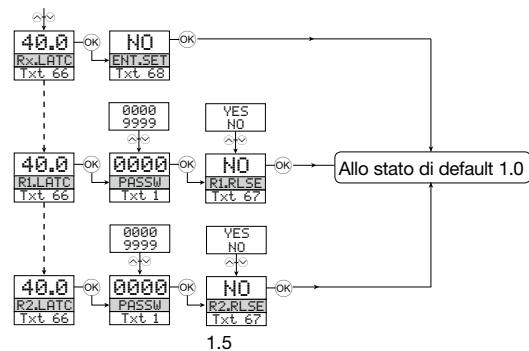 40.0
Rx.LATC
Txt 66
OK
NO
ENT.SET
Txt 68
OK
0000
9999
YES
NO
40.0
R1.LATC
Txt 66
OK
0000
PASSW
Txt 1
OK
NO
R1.RLSE
Txt 67
OK
Allo stato di default 1.0
0000
9999
YES
NO
40.0
R2.LATC
Txt 66
OK
0000
PASSW
Txt 1
OK
NO
R2.RLSE
Txt 67
OK
1.5